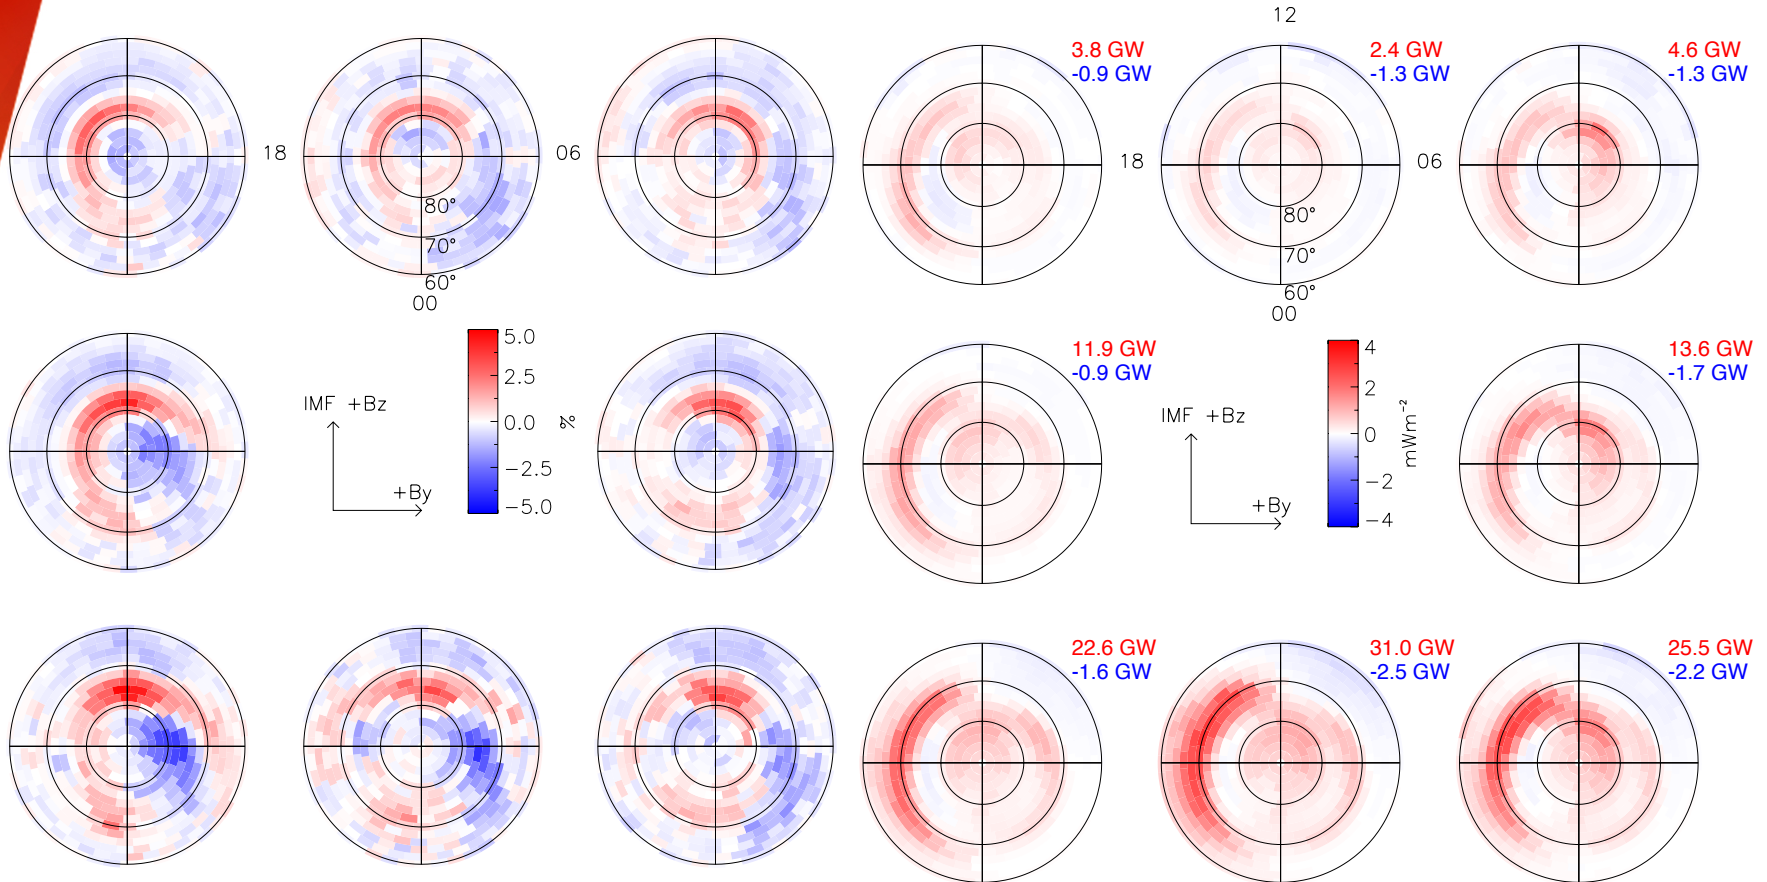 12
3.8 GW
-0.9 GW
2.4 GW
-1.3 GW
4.6 GW
-1.3 GW
18
06
18
06
80°
70°
60°
00
80°
70°
60°
00
5.0
2.5
0.0
-2.5
-5.0
%
IMF +Bz
+By
11.9 GW
-0.9 GW
IMF +Bz
+By
4
2
0
-2
-4
mWm⁻²
13.6 GW
-1.7 GW
22.6 GW
-1.6 GW
31.0 GW
-2.5 GW
25.5 GW
-2.2 GW